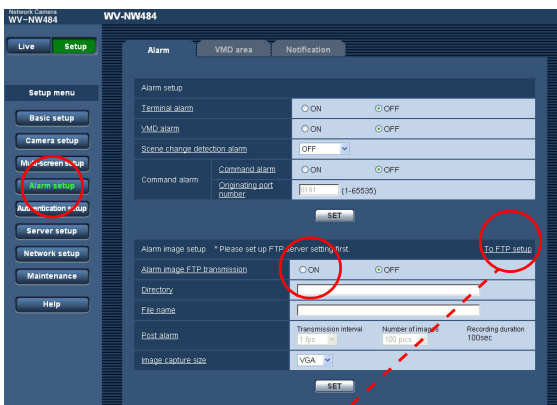 Network Camera
WV-NW484
WV-NW484
Live
Setup
Alarm
VMD area
Notification
Setup menu
Basic setup
Camera setup
Multi-screen setup
Alarm setup
Authentication setup
Server setup
Network setup
Maintenance
Help
Alarm setup
Terminal alarm
ON
OFF
VMD alarm
ON
OFF
Scene change detection alarm
OFF
Command alarm
Command alarm
ON
OFF
Originating port
number
8181
(1-65535)
SET
Alarm image setup * Please set up FTP server setting first.
To FTP setup
Alarm image FTP transmission
ON
OFF
Directory
File name
Post alarm
Transmission interval
1 fps
Number of images
100 pics
Recording duration
100sec
Image capture size
VGA
SET